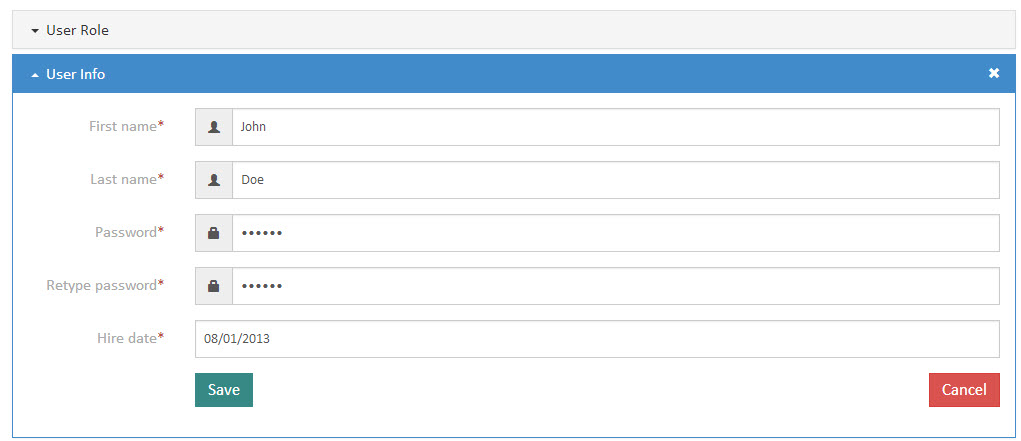 User Role
User Info
First name* John
Last name* Doe
Password* ••••••
Retype password* ••••••
Hire date* 08/01/2013
Save Cancel